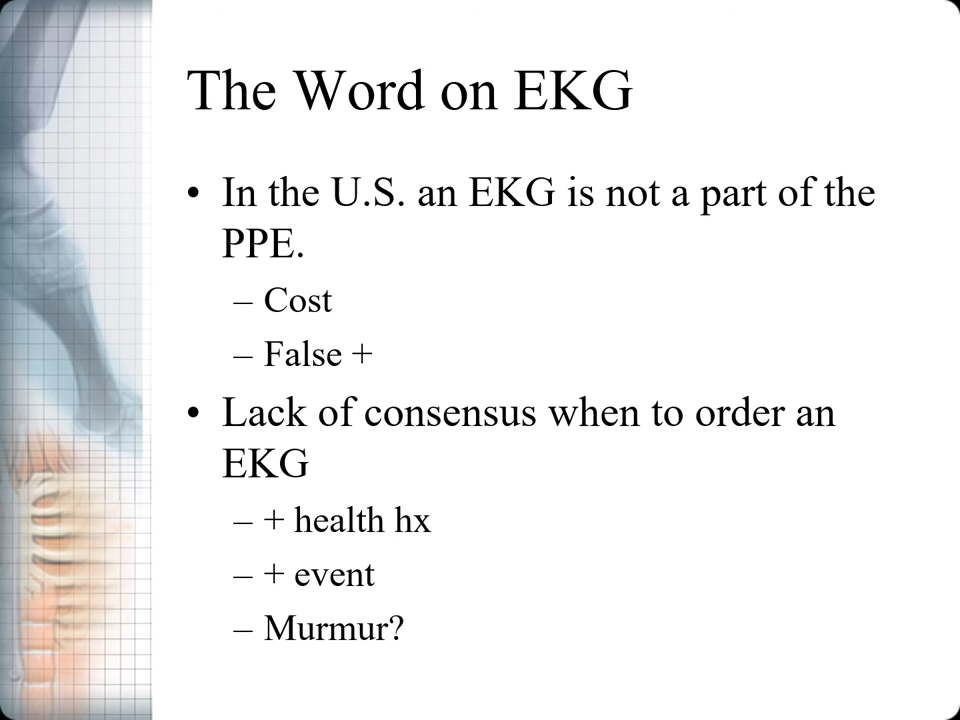 The Word on EKG
• In the U.S. an EKG is not a part of the
PPE.
– Cost
– False +
• Lack of consensus when to order an
EKG
– + health hx
– + event
– Murmur?